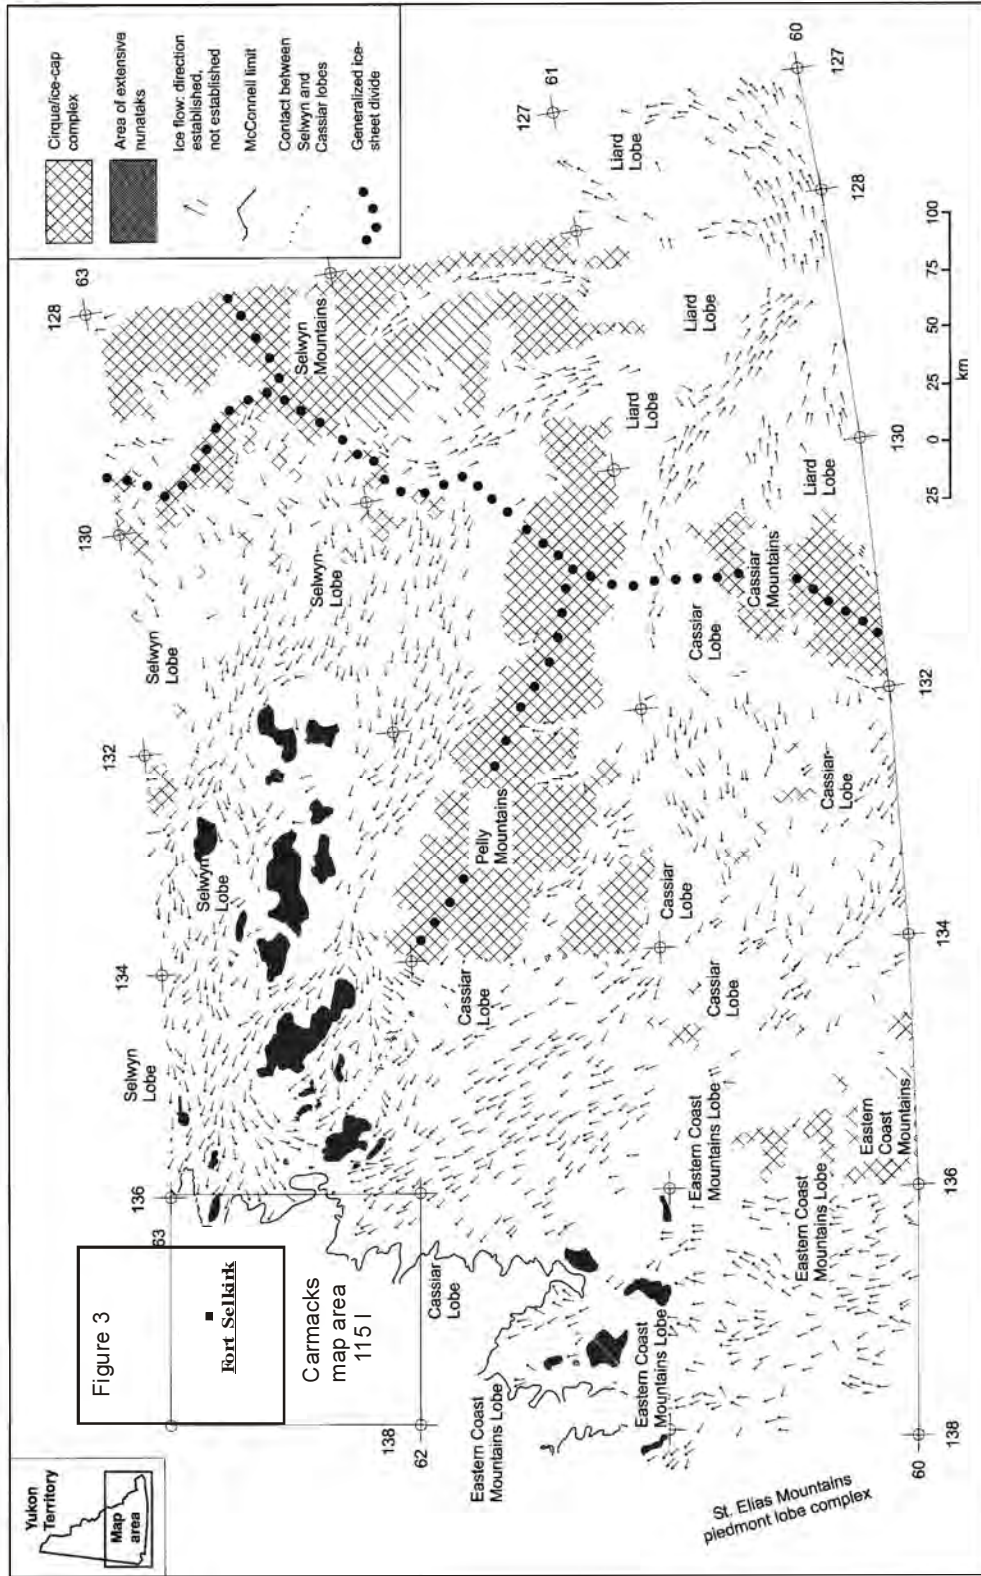 Yukon
Territory
Map
area
Figure 3
Fort Selkirk
Carmacks
map area
115 I
Cirque/ice-cap
complex
Area of extensive
nunataks
Ice flow: direction
established,
not established
McConnell limit
Contact between
Selwyn and
Cassiar lobes
Generalized ice-
sheet divide
63
136
134
132
130
128
63
Selwyn
Lobe
Selwyn
Lobe
Selwyn
Lobe
Selwyn
Lobe
Selwyn
Mountains
138
62
Cassiar
Lobe
Cassiar
Lobe
Pelly
Mountains
127
61
Eastern Coast
Mountains Lobe
Eastern Coast
Mountains Lobe
Eastern Coast
Mountains Lobe
Eastern Coast
Mountains Lobe
Eastern
Coast
Mountains
Cassiar
Lobe
Cassiar
Lobe
Cassiar
Lobe
Cassiar
Lobe
Cassiar
Mountains
Liard
Lobe
Liard
Lobe
Liard
Lobe
Liard
Lobe
St. Elias Mountains
piedmont lobe complex
60
138
136
134
132
130
128
127
60
25
0
25
50
75
100
km